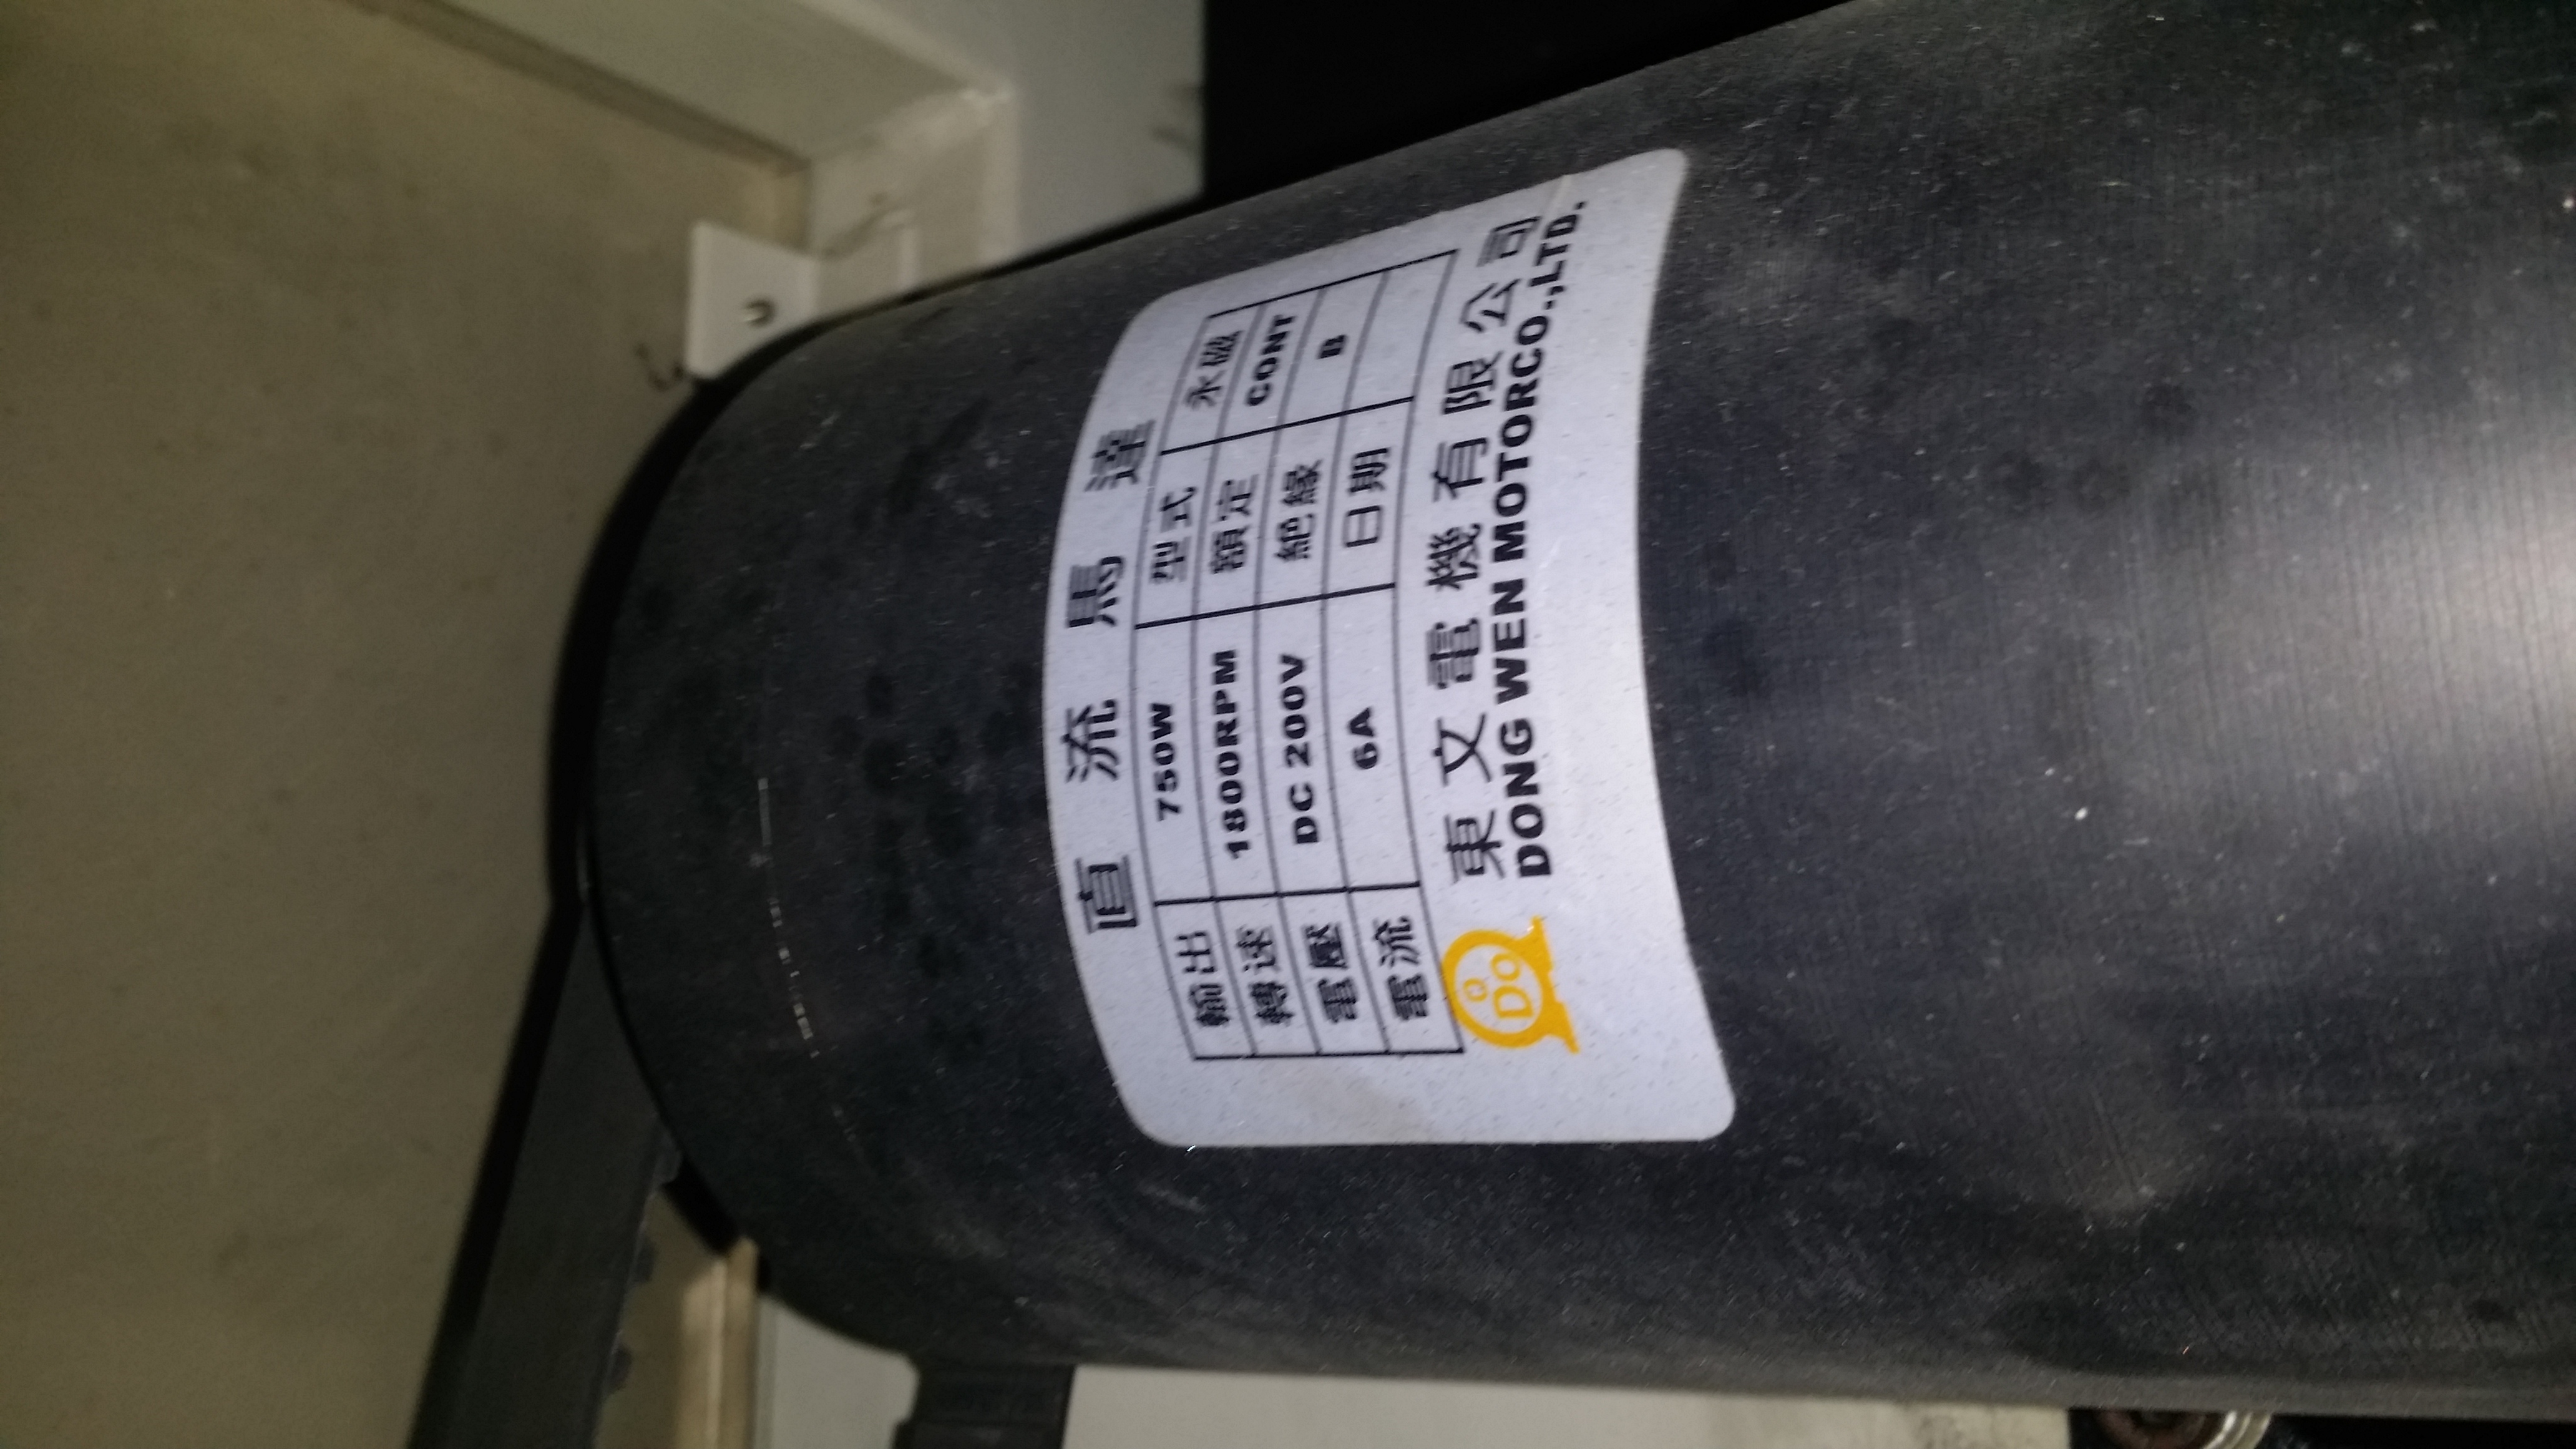 直流馬達
輸出 750W 型式 永磁
轉速 1800RPM 額定 CONT
電壓 DC 200V 絕緣 B
電流 6A 日期
東文電機有限公司
DONG WEN MOTORCO.,LTD.
DO